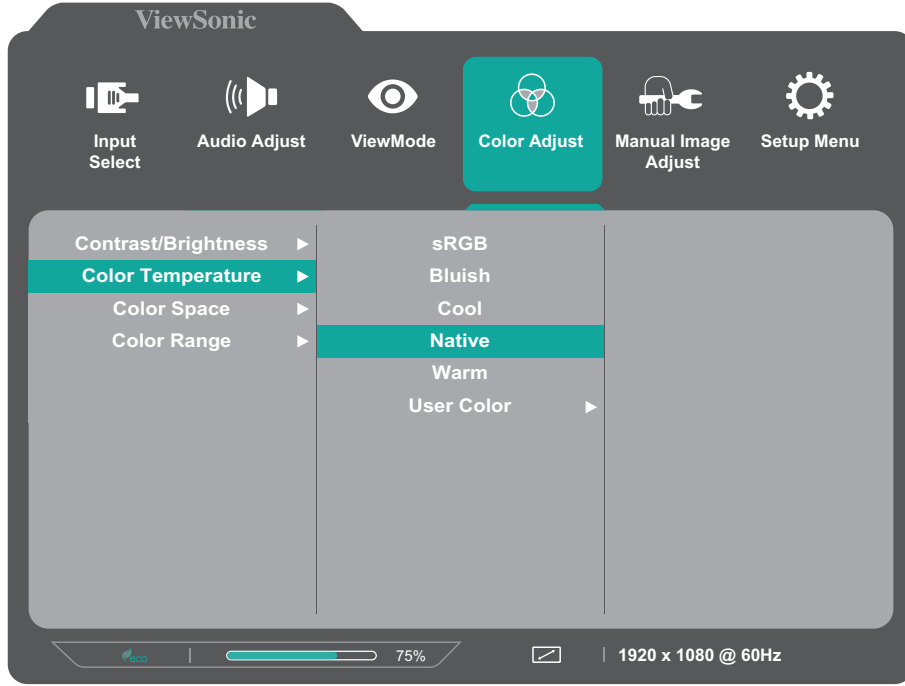 ViewSonic
Input Select
Audio Adjust
ViewMode
Color Adjust
Manual Image Adjust
Setup Menu
Contrast/Brightness
Color Temperature
Color Space
Color Range
sRGB
Bluish
Cool
Native
Warm
User Color
eco
75%
1920 x 1080 @ 60Hz